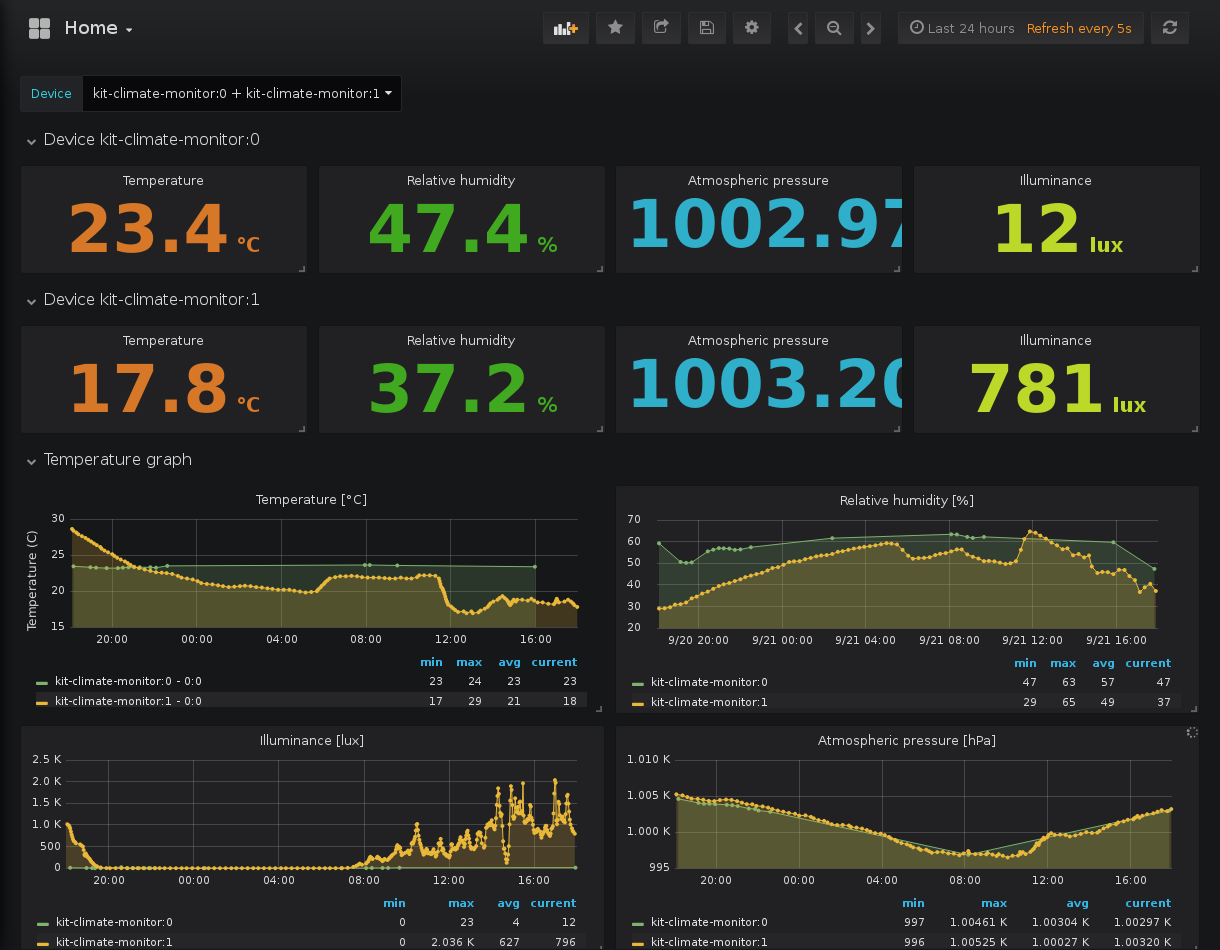 Home
Last 24 hours Refresh every 5s
Device kit-climate-monitor:0 + kit-climate-monitor:1
Device kit-climate-monitor:0
Temperature Relative humidity Atmospheric pressure Illuminance
23.4 °C 47.4 % 1002.97 12 lux
Device kit-climate-monitor:1
Temperature Relative humidity Atmospheric pressure Illuminance
17.8 °C 37.2 % 1003.20 781 lux
Temperature graph
Temperature [°C]
Temperature (C)
30
25
20
15
20:00 00:00 04:00 08:00 12:00 16:00
min max avg current
kit-climate-monitor:0 - 0:0 23 24 23 23
kit-climate-monitor:1 - 0:0 17 29 21 18
Relative humidity [%]
70
60
50
40
30
20
9/20 20:00 9/21 00:00 9/21 04:00 9/21 08:00 9/21 12:00 9/21 16:00
min max avg current
kit-climate-monitor:0 47 63 57 47
kit-climate-monitor:1 29 65 49 37
Illuminance [lux]
2.5 K
2.0 K
1.5 K
1.0 K
500
0
20:00 00:00 04:00 08:00 12:00 16:00
min max avg current
kit-climate-monitor:0 0 23 4 12
kit-climate-monitor:1 0 2.036 K 627 796
Atmospheric pressure [hPa]
1.010 K
1.005 K
1.000 K
995
20:00 00:00 04:00 08:00 12:00 16:00
min max avg current
kit-climate-monitor:0 997 1.00461 K 1.00304 K 1.00297 K
kit-climate-monitor:1 996 1.00525 K 1.00027 K 1.00320 K